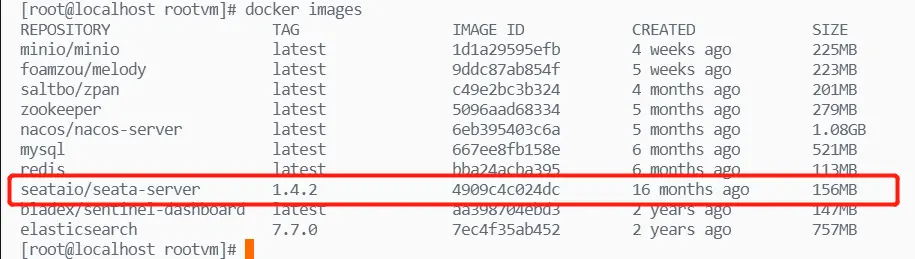 [root@localhost rootvm]# docker images
REPOSITORY TAG IMAGE ID CREATED SIZE
minio/minio latest 1d1a29595efb 4 weeks ago 225MB
foamzou/melody latest 9ddc87ab854f 5 weeks ago 223MB
saltbo/zpan latest c49e2bc3b324 4 months ago 201MB
zookeeper latest 5096aad68334 5 months ago 279MB
nacos/nacos-server latest 6eb395403c6a 5 months ago 1.08GB
mysql latest 667ee8fb158e 6 months ago 521MB
redis latest bba24acba395 6 months ago 113MB
seataio/seata-server 1.4.2 4909c4c024dc 16 months ago 156MB
bladex/sentinel-dashboard latest aa398704ebd3 2 years ago 147MB
elasticsearch 7.7.0 7ec4f35ab452 2 years ago 757MB
[root@localhost rootvm]#